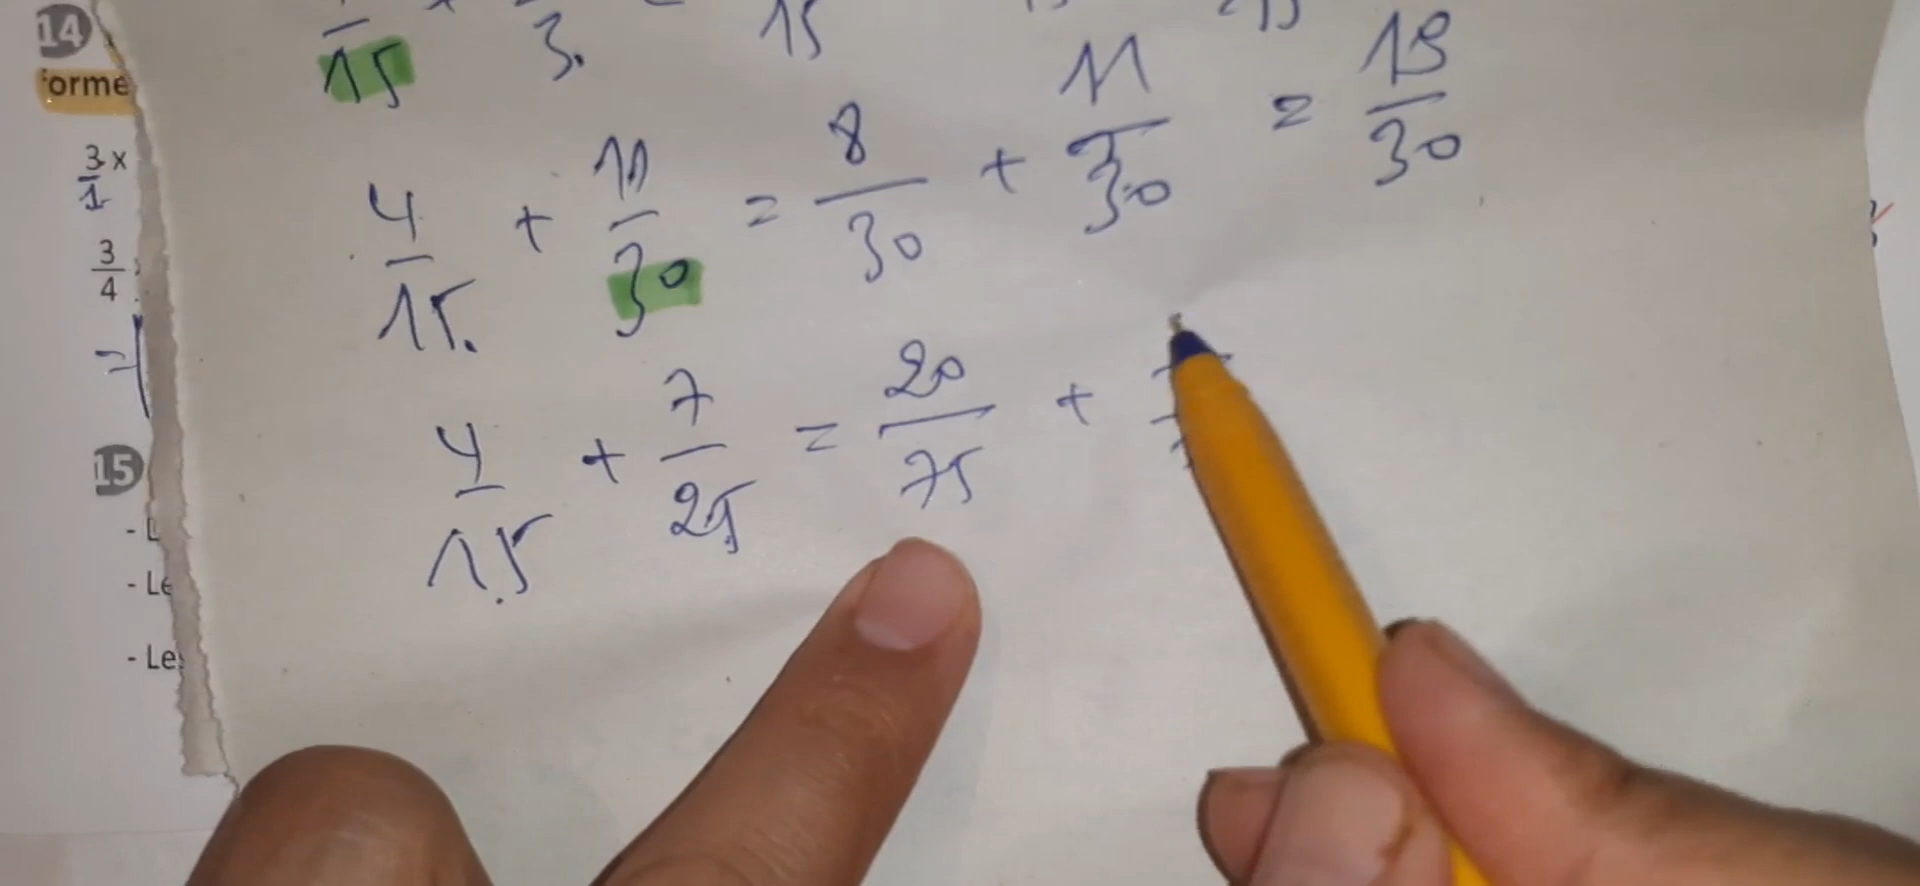 14
15 3. 15
forme
3/1 x
4/15 + 11/30 = 8/30 + 11/30 = 19/30
3/4
=
4/15 + 7/25 = 20/75 +
15
- L
- Le
- Les